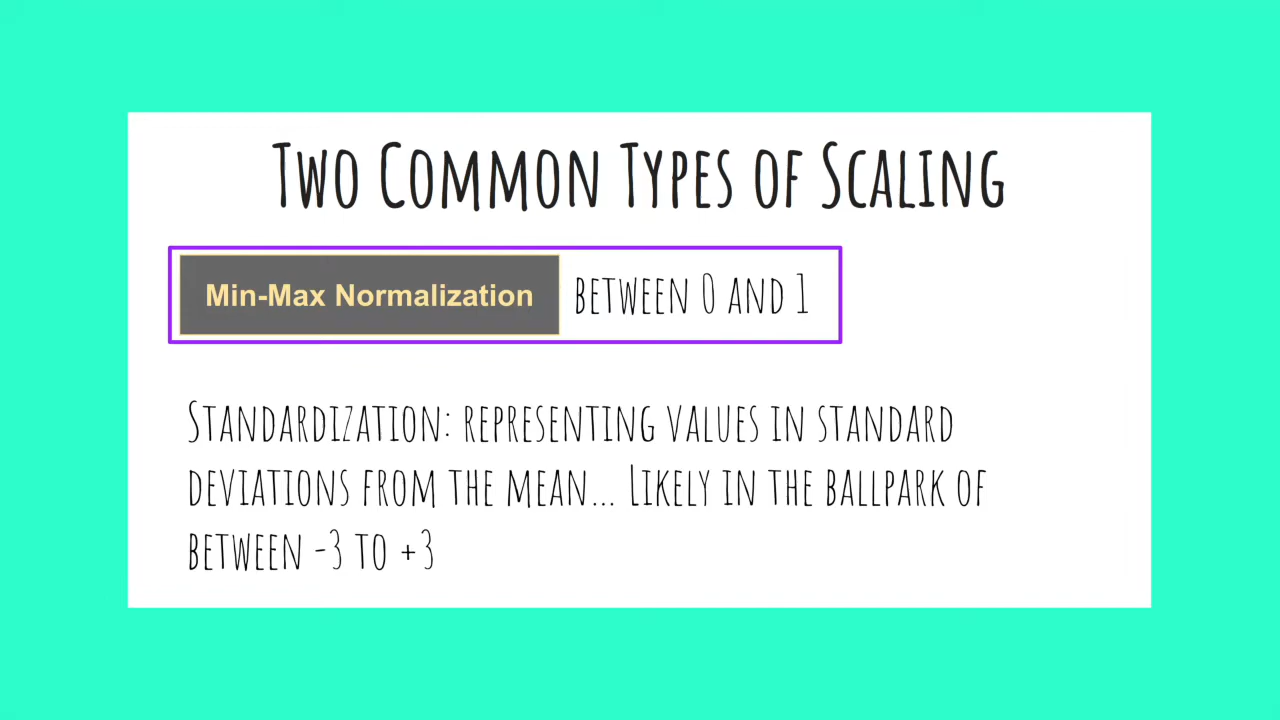 Two Common Types of Scaling
Min-Max Normalization between 0 and 1
Standardization: representing values in standard
deviations from the mean... Likely in the ballpark of
between -3 to +3